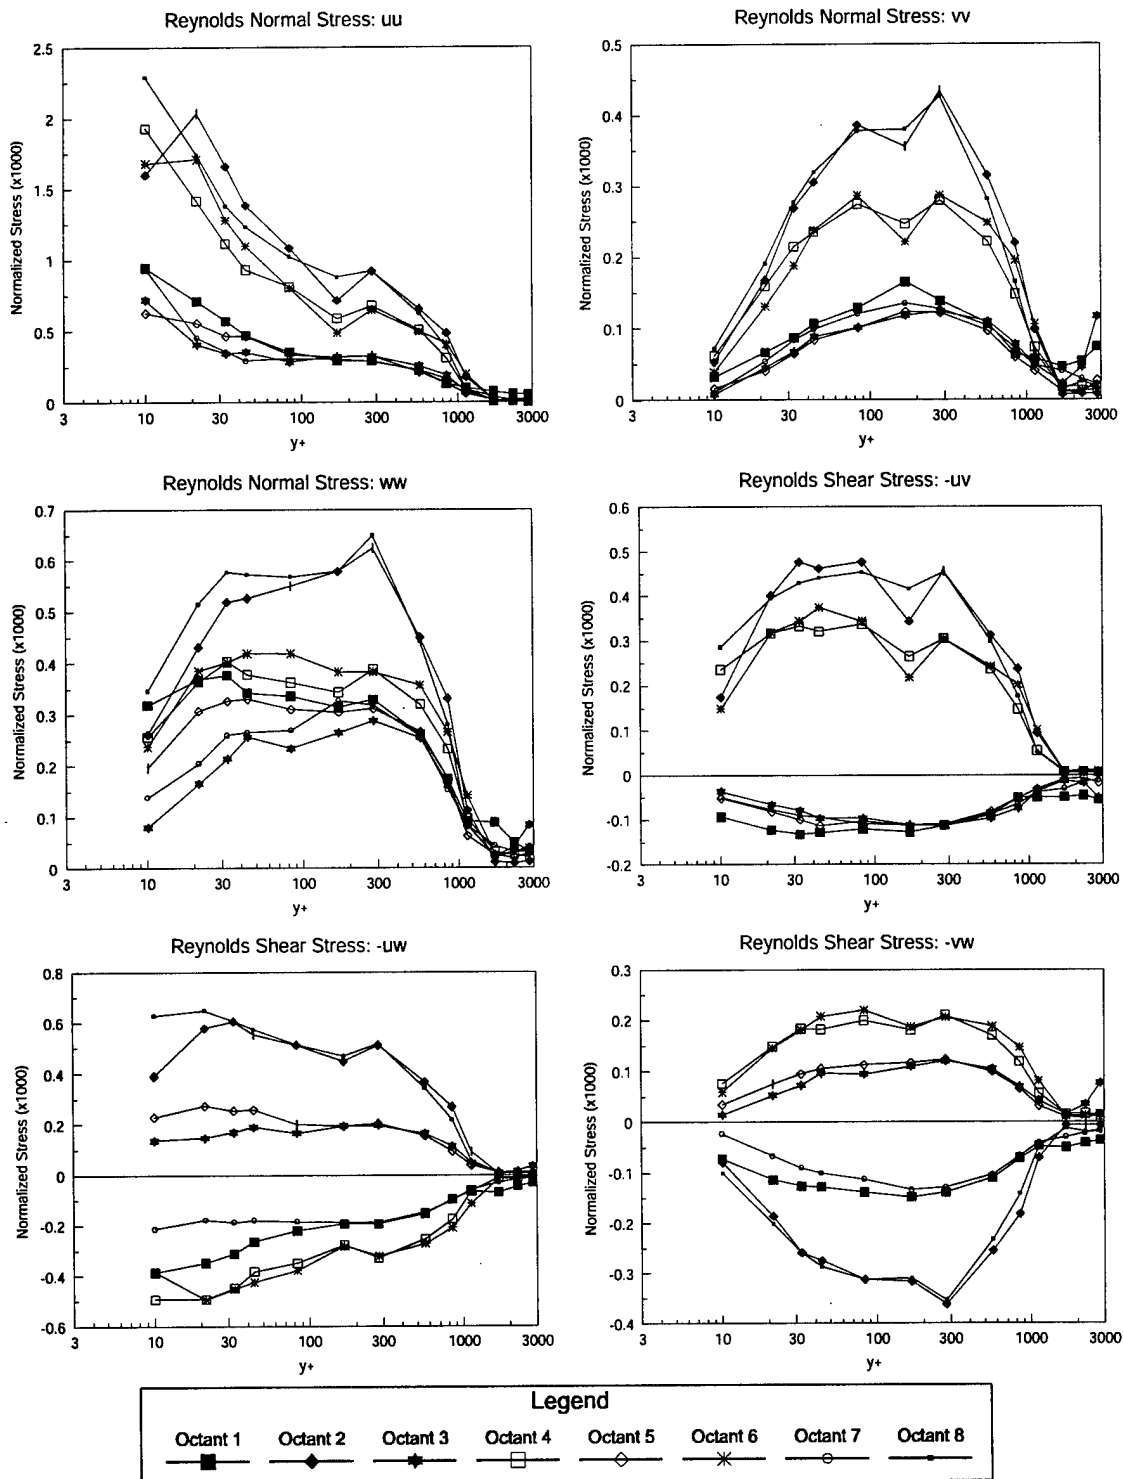 Reynolds Normal Stress: uu
Normalized Stress (x1000)
2.5
2
1.5
1
0.5
0
3 10 30 100 300 1000 3000
y+
Reynolds Normal Stress: vv
Normalized Stress (x1000)
0.5
0.4
0.3
0.2
0.1
0
3 10 30 100 300 1000 3000
y+
Reynolds Normal Stress: ww
Normalized Stress (x1000)
0.7
0.6
0.5
0.4
0.3
0.2
0.1
0
3 10 30 100 300 1000 3000
y+
Reynolds Shear Stress: -uv
Normalized Stress (x1000)
0.6
0.5
0.4
0.3
0.2
0.1
0
-0.1
-0.2
3 10 30 100 300 1000 3000
y+
Reynolds Shear Stress: -uw
Normalized Stress (x1000)
0.8
0.6
0.4
0.2
0
-0.2
-0.4
-0.6
3 10 30 100 300 1000 3000
y+
Reynolds Shear Stress: -vw
Normalized Stress (x1000)
0.3
0.2
0.1
0
-0.1
-0.2
-0.3
-0.4
3 10 30 100 300 1000 3000
y+
Legend
Octant 1 Octant 2 Octant 3 Octant 4 Octant 5 Octant 6 Octant 7 Octant 8